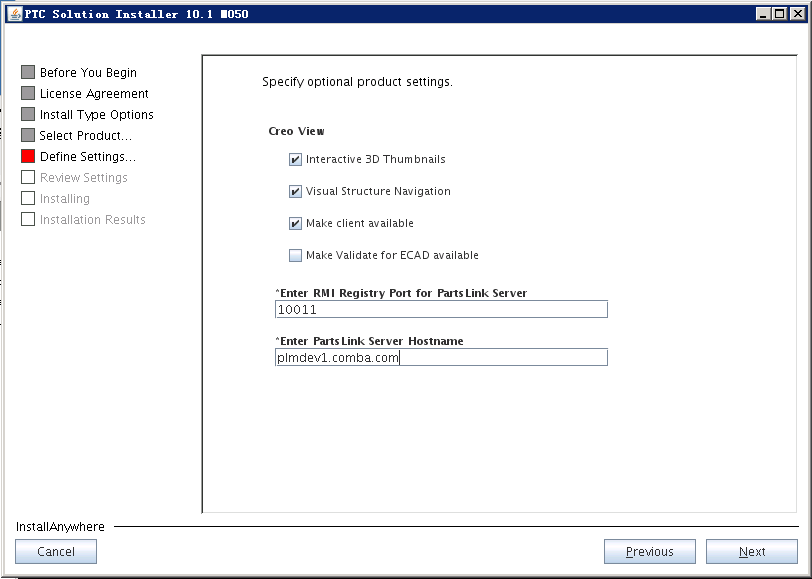 PTC Solution Installer 10.1 M050
Before You Begin
License Agreement
Install Type Options
Select Product...
Define Settings...
Review Settings
Installing
Installation Results
Specify optional product settings.
Creo View
Interactive 3D Thumbnails
Visual Structure Navigation
Make client available
Make Validate for ECAD available
*Enter RMI Registry Port for PartsLink Server
10011
*Enter PartsLink Server Hostname
plmdev1.comba.com
InstallAnywhere
Cancel
Previous
Next